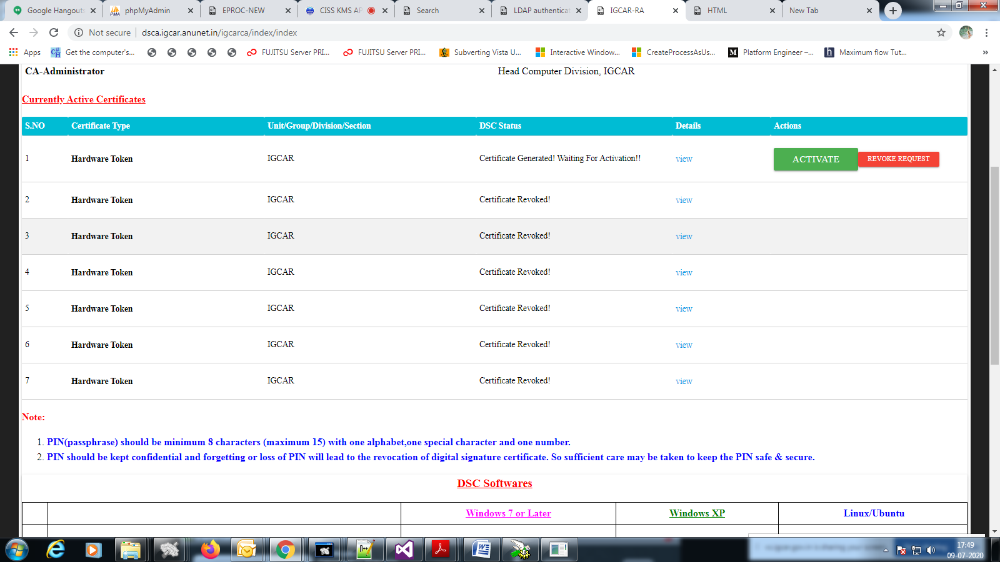 Google Hangouts
phpMyAdmin
EPROC-NEW
CISS KMS AP
Search
LDAP authenticat
IGCAR-RA
HTML
New Tab
Not secure | dsca.igcar.anunet.in/igcarca/index/index
Apps
Get the computer's...
FUJITSU Server PRI...
FUJITSU Server PRI...
Subverting Vista U...
Interactive Window...
CreateProcessAsUs...
M Platform Engineer –...
h Maximum flow Tut...
»
CA-Administrator Head Computer Division, IGCAR
Currently Active Certificates
S.NO Certificate Type Unit/Group/Division/Section DSC Status Details Actions
1 Hardware Token IGCAR Certificate Generated! Waiting For Activation!! view ACTIVATE REVOKE REQUEST
2 Hardware Token IGCAR Certificate Revoked! view
3 Hardware Token IGCAR Certificate Revoked! view
4 Hardware Token IGCAR Certificate Revoked! view
5 Hardware Token IGCAR Certificate Revoked! view
6 Hardware Token IGCAR Certificate Revoked! view
7 Hardware Token IGCAR Certificate Revoked! view
Note:
1. PIN(passphrase) should be minimum 8 characters (maximum 15) with one alphabet,one special character and one number.
2. PIN should be kept confidential and forgetting or loss of PIN will lead to the revocation of digital signature certificate. So sufficient care may be taken to keep the PIN safe & secure.
DSC Softwares
Windows 7 or Later Windows XP Linux/Ubuntu
17:49
09-07-2020